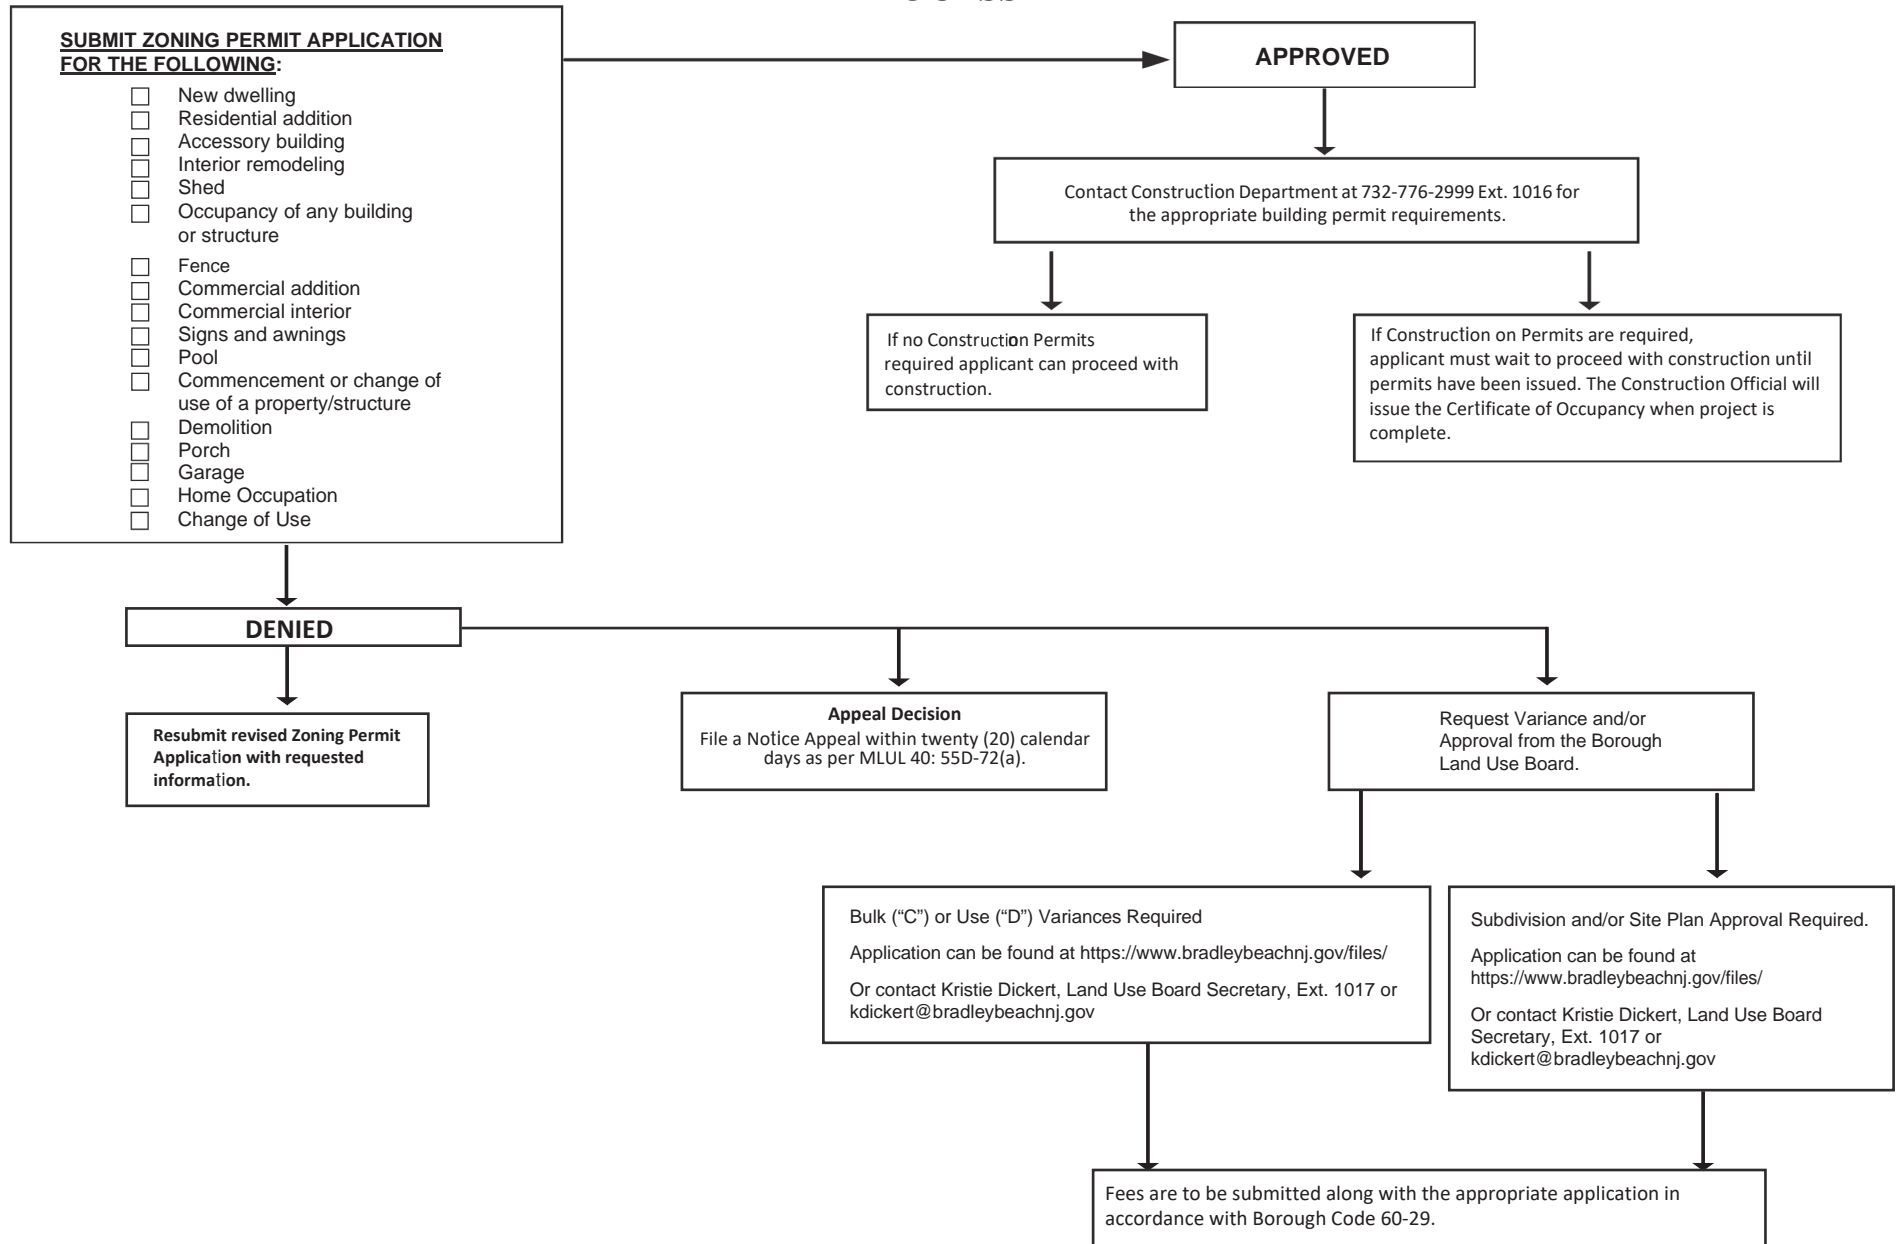 SUBMIT ZONING PERMIT APPLICATION
FOR THE FOLLOWING:
New dwelling
Residential addition
Accessory building
Interior remodeling
Shed
Occupancy of any building
or structure
Fence
Commercial addition
Commercial interior
Signs and awnings
Pool
Commencement or change of
use of a property/structure
Demolition
Porch
Garage
Home Occupation
Change of Use
APPROVED
Contact Construction Department at 732-776-2999 Ext. 1016 for
the appropriate building permit requirements.
If no Construction Permits
required applicant can proceed with
construction.
If Construction on Permits are required,
applicant must wait to proceed with construction until
permits have been issued. The Construction Official will
issue the Certificate of Occupancy when project is
complete.
DENIED
Resubmit revised Zoning Permit
Application with requested
information.
Appeal Decision
File a Notice Appeal within twenty (20) calendar
days as per MLUL 40: 55D-72(a).
Request Variance and/or
Approval from the Borough
Land Use Board.
Bulk (“C”) or Use (“D”) Variances Required
Application can be found at https://www.bradleybeachnj.gov/files/
Or contact Kristie Dickert, Land Use Board Secretary, Ext. 1017 or
kdickert@bradleybeachnj.gov
Subdivision and/or Site Plan Approval Required.
Application can be found at
https://www.bradleybeachnj.gov/files/
Or contact Kristie Dickert, Land Use Board
Secretary, Ext. 1017 or
kdickert@bradleybeachnj.gov
Fees are to be submitted along with the appropriate application in
accordance with Borough Code 60-29.